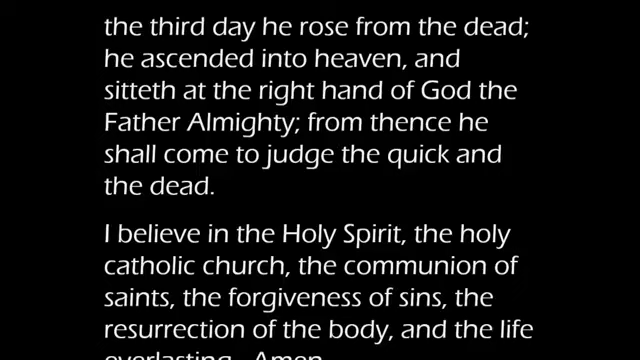 the third day he rose from the dead;
he ascended into heaven, and
sitteth at the right hand of God the
Father Almighty; from thence he
shall come to judge the quick and
the dead.
I believe in the Holy Spirit, the holy
catholic church, the communion of
saints, the forgiveness of sins, the
resurrection of the body, and the life
everlasting. Amen